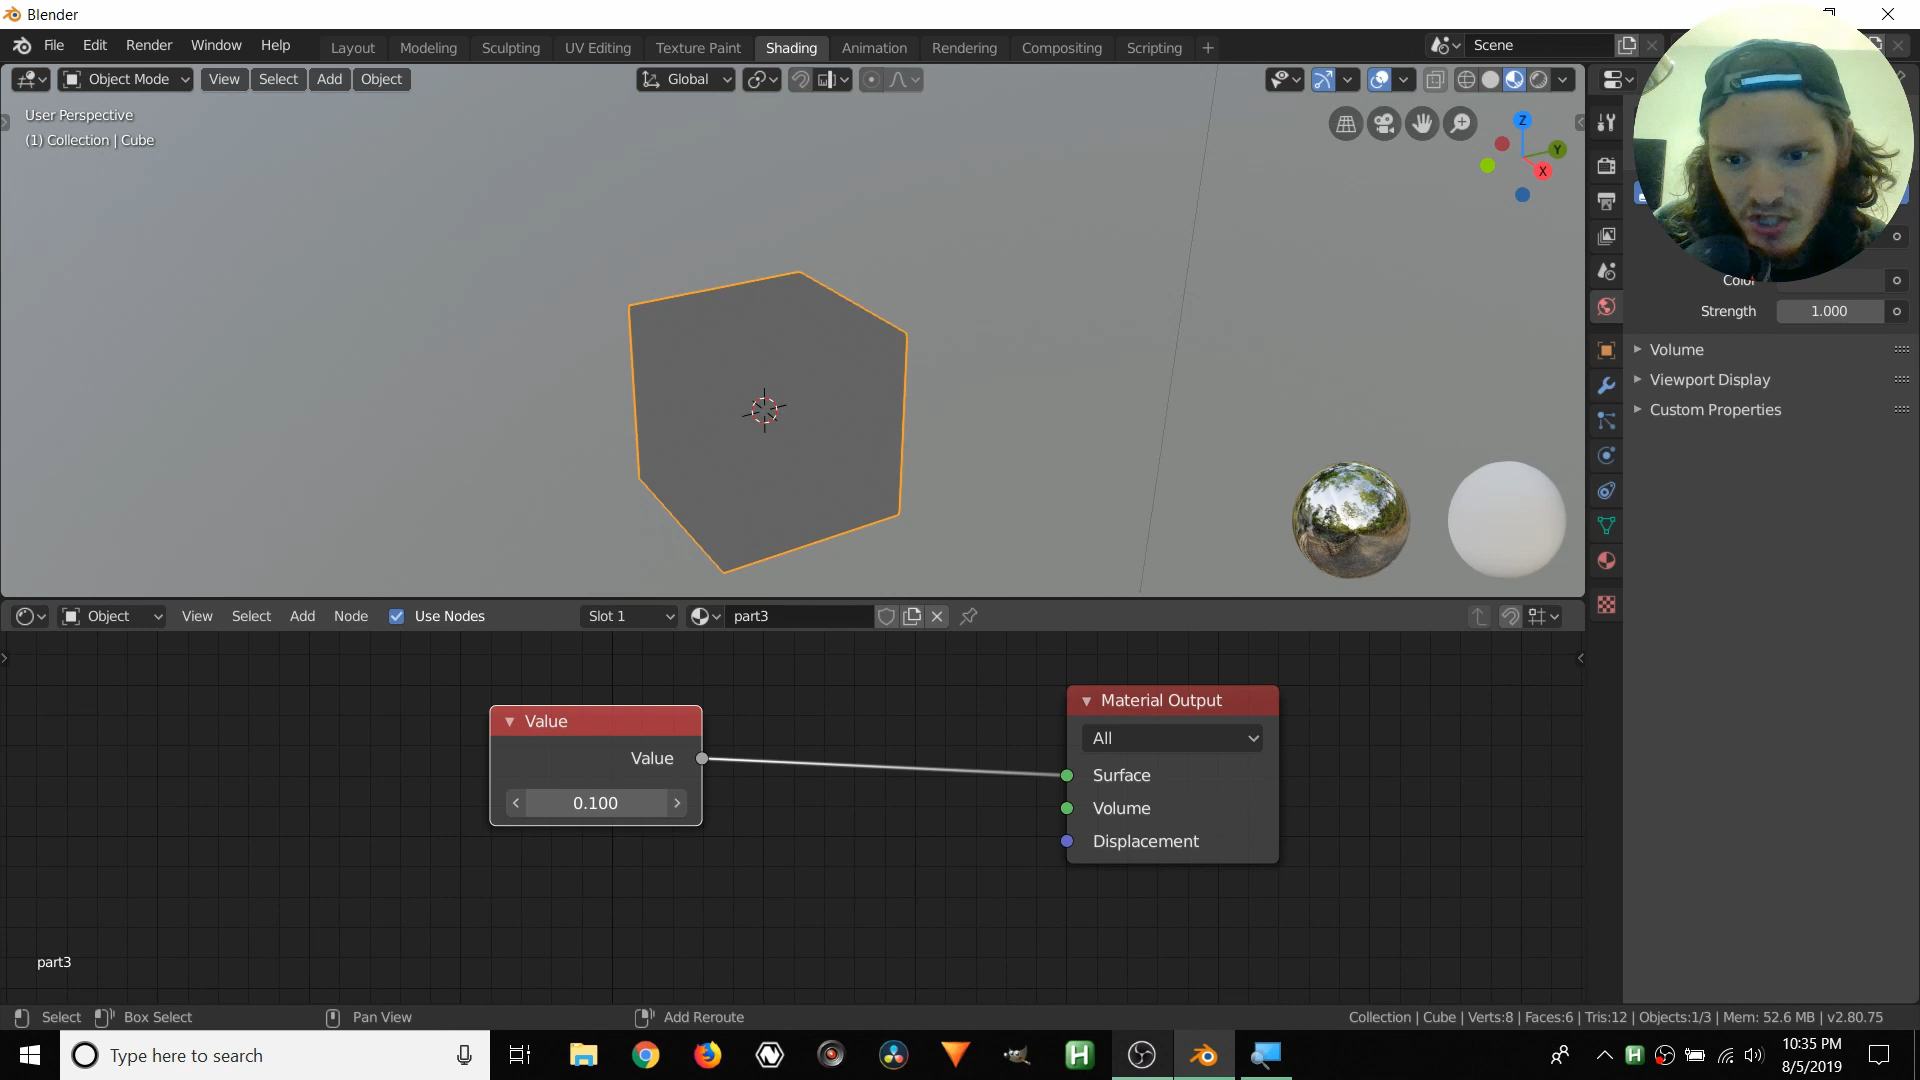 Blender
File Edit Render Window Help Layout Modeling Sculpting UV Editing Texture Paint Shading Animation Rendering Compositing Scripting + Scene
Object Mode View Select Add Object Global
User Perspective
(1) Collection | Cube
Z
Y
X
Color
Strength 1.000
Volume
Viewport Display
Custom Properties
Object View Select Add Node Use Nodes Slot 1 part3
Value
Value
0.100
Material Output
All
Surface
Volume
Displacement
part3
Select Box Select Pan View Add Reroute Collection | Cube | Verts:8 | Faces:6 | Tris:12 | Objects:1/3 | Mem: 52.6 MB | v2.80.75
Type here to search
10:35 PM
8/5/2019